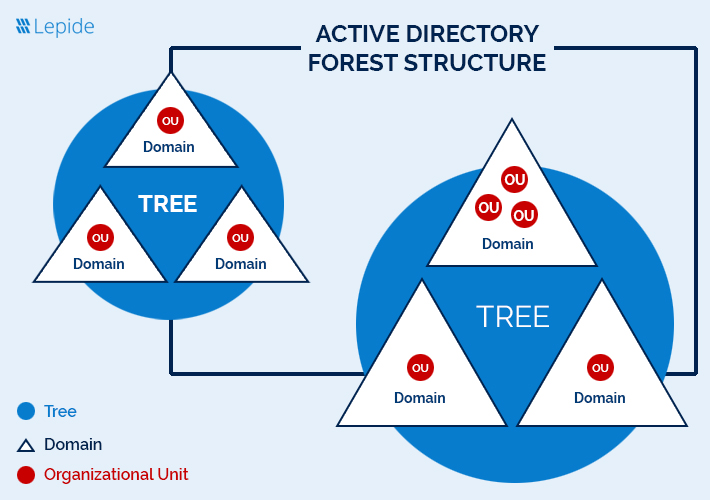 Lepide
ACTIVE DIRECTORY
FOREST STRUCTURE
OU
Domain
TREE
OU
Domain
OU
Domain
OU
OU
OU
Domain
TREE
OU
Domain
OU
Domain
Tree
Domain
Organizational Unit